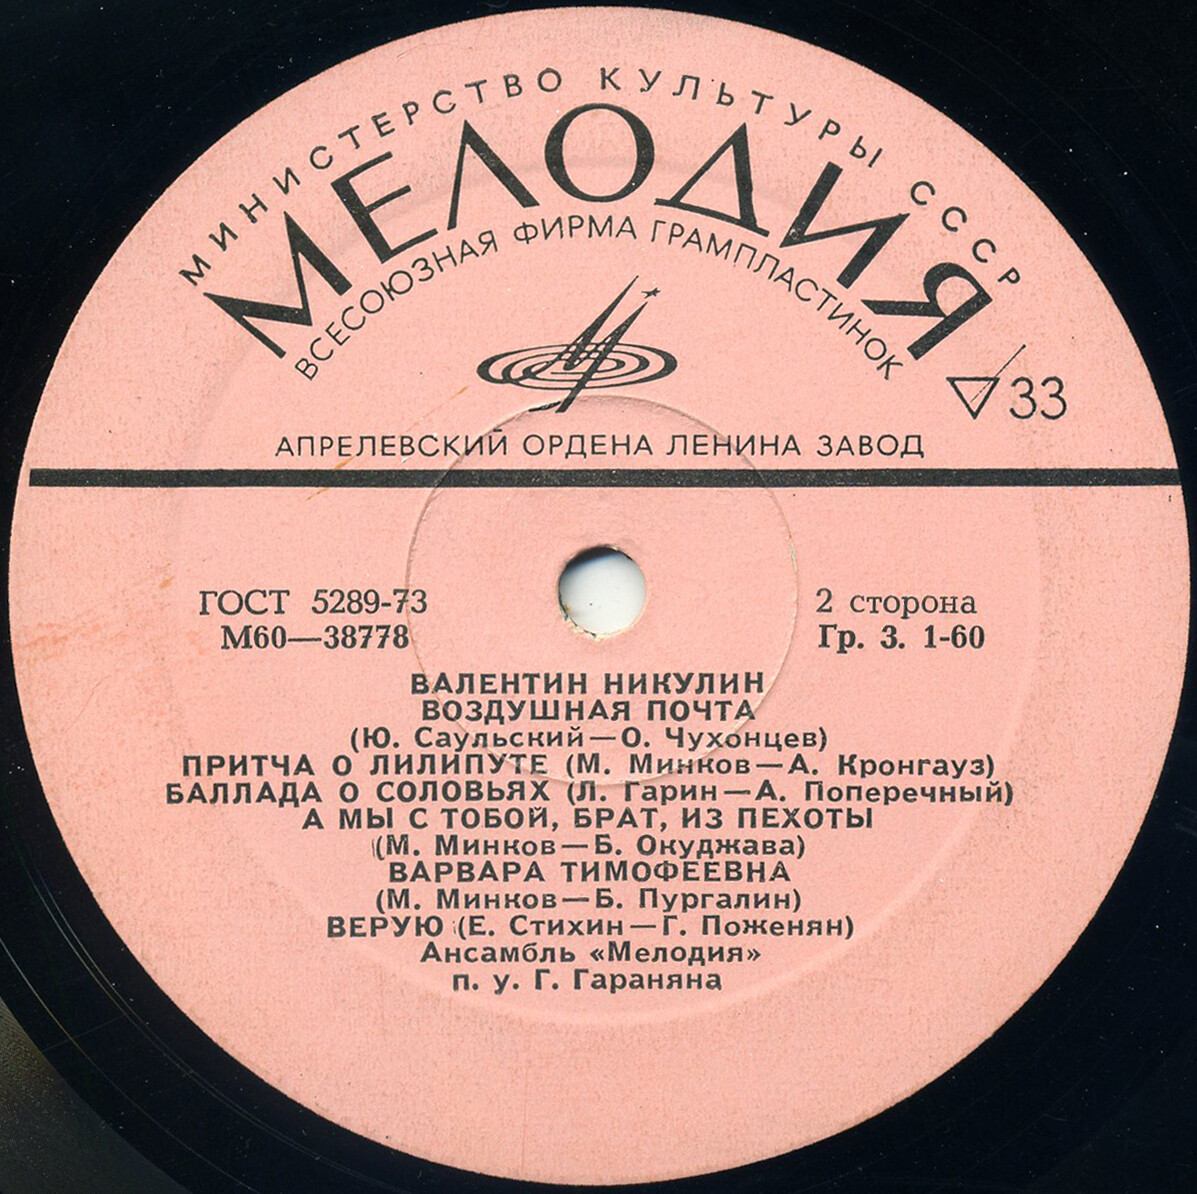 МИНИСТЕРСТВО КУЛЬТУРЫ СССР
МЕЛОДИЯ
ВСЕСОЮЗНАЯ ФИРМА ГРАМПЛАСТИНОК
33
АПРЕЛЕВСКИЙ ОРДЕНА ЛЕНИНА ЗАВОД
ГОСТ 5289-73
М60—38778
2 сторона
Гр. 3. 1-60
ВАЛЕНТИН НИКУЛИН
ВОЗДУШНАЯ ПОЧТА
(Ю. Саульский—О. Чухонцев)
ПРИТЧА О ЛИЛИПУТЕ (М. Минков—А. Кронгауз)
БАЛЛАДА О СОЛОВЬЯХ (Л. Гарин—А. Поперечный)
А МЫ С ТОБОЙ, БРАТ, ИЗ ПЕХОТЫ
(М. Минков—Б. Окуджава)
ВАРВАРА ТИМОФЕЕВНА
(М. Минков—Б. Пургалин)
ВЕРУЮ (Е. Стихин—Г. Поженян)
Ансамбль «Мелодия»
п. у. Г. Гараняна